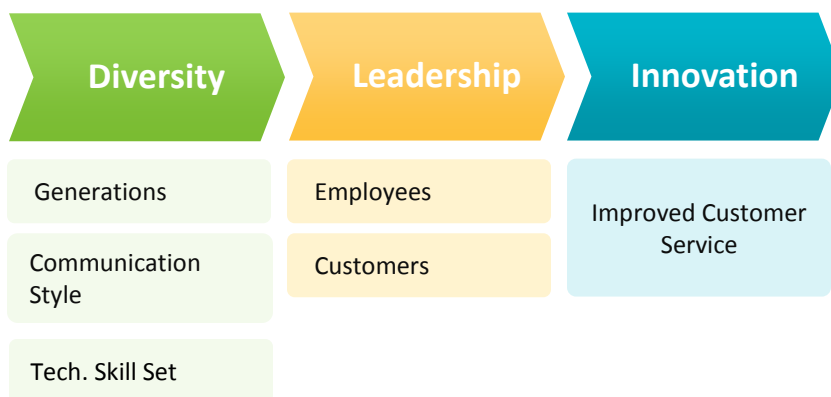 Diversity
Leadership
Innovation
Generations
Communication
Style
Tech. Skill Set
Employees
Customers
Improved Customer
Service